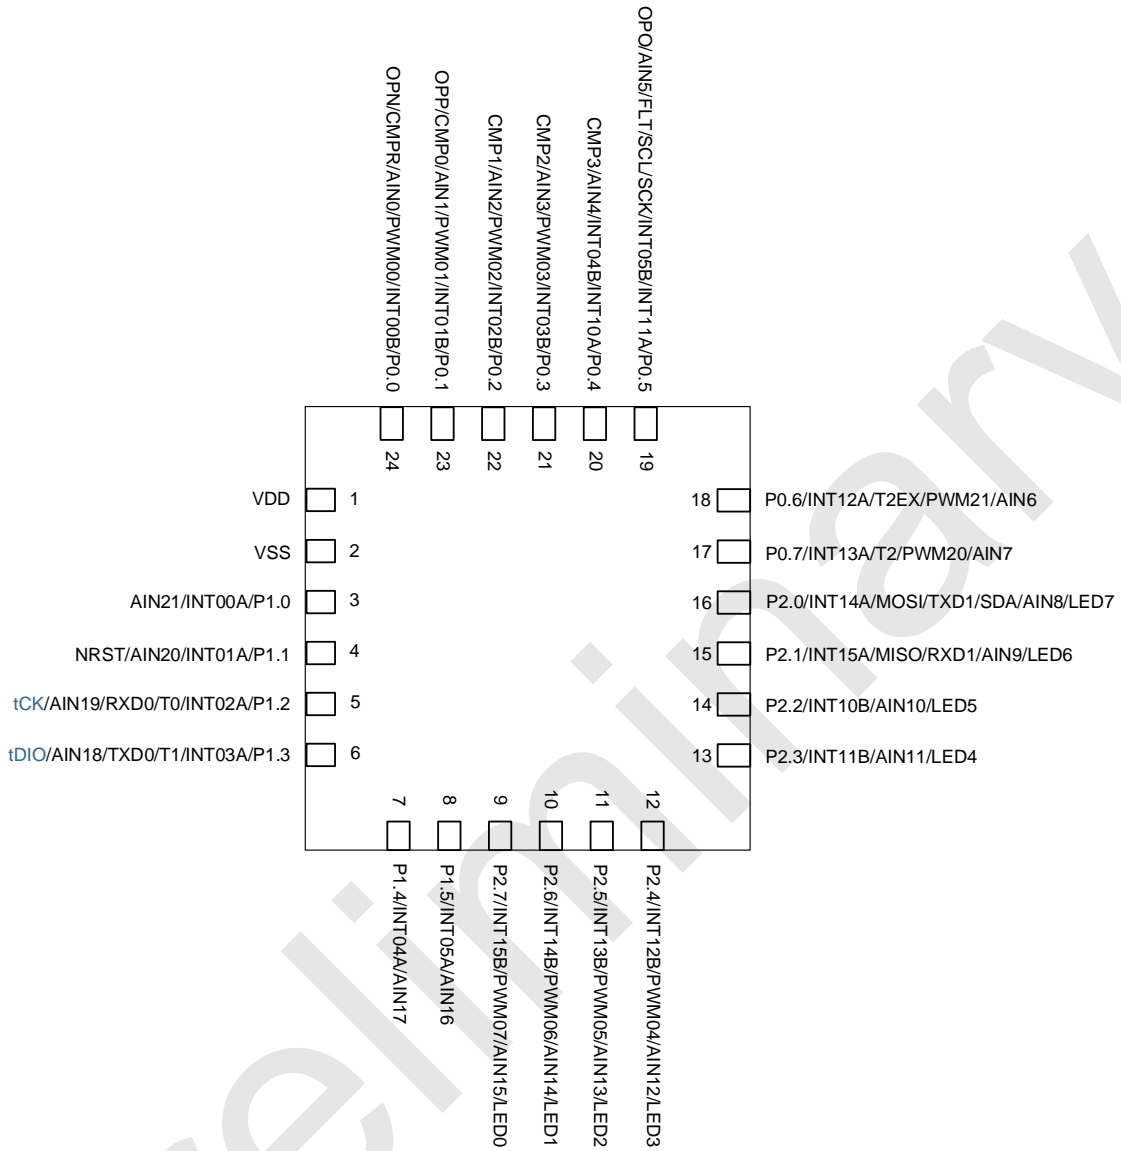 OPN/CMPR/AIN0/PWM00/INT00B/P0.0
OPP/CMP0/AIN1/PWM01/INT01B/P0.1
CMP1/AIN2/PWM02/INT02B/P0.2
CMP2/AIN3/PWM03/INT03B/P0.3
CMP3/AIN4/INT04B/INT10A/P0.4
OPO/AIN5/FLT/SCL/SCK/INT05B/INT11A/P0.5
24
23
22
21
20
19
VDD 1
VSS 2
AIN21/INT00A/P1.0 3
NRST/AIN20/INT01A/P1.1 4
tCK/AIN19/RXD0/T0/INT02A/P1.2 5
tDIO/AIN18/TXD0/T1/INT03A/P1.3 6
18 P0.6/INT12A/T2EX/PWM21/AIN6
17 P0.7/INT13A/T2/PWM20/AIN7
16 P2.0/INT14A/MOSI/TXD1/SDA/AIN8/LED7
15 P2.1/INT15A/MISO/RXD1/AIN9/LED6
14 P2.2/INT10B/AIN10/LED5
13 P2.3/INT11B/AIN11/LED4
7
8
9
10
11
12
P1.4/INT04A/AIN17
P1.5/INT05A/AIN16
P2.7/INT15B/PWM07/AIN15/LED0
P2.6/INT14B/PWM06/AIN14/LED1
P2.5/INT13B/PWM05/AIN13/LED2
P2.4/INT12B/PWM04/AIN12/LED3
reliminary